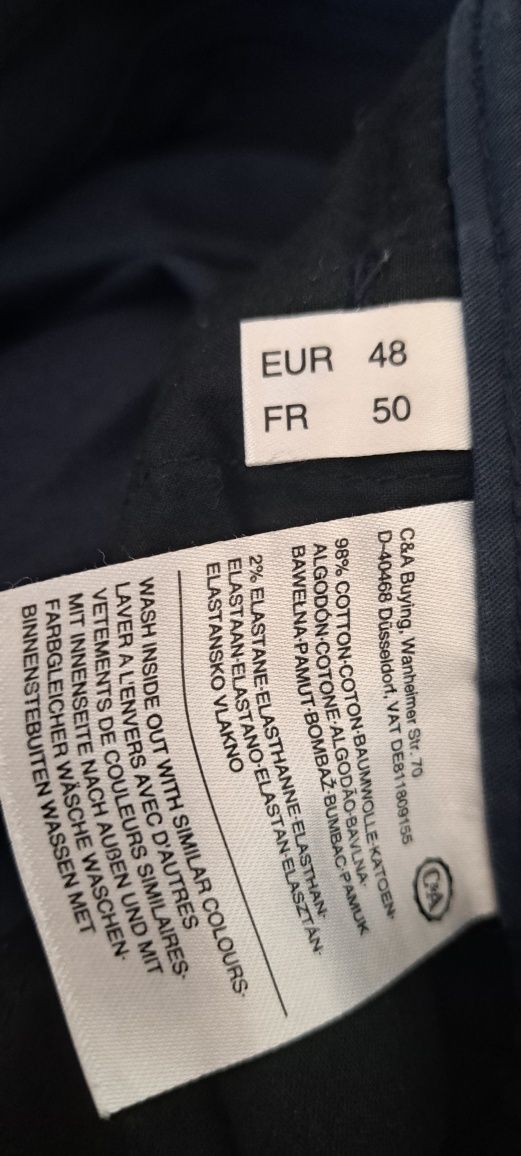 EUR 48
FR 50
C&A Buying, Wanheimer Str. 70
D-40468 Düsseldorf, VAT DE811809155
C&A
98% COTTON·COTON·BAUMWOLLE·KATOEN·
ALGODÓN·COTONE·ALGODÃO·BAVLNA·
BAWEŁNA·PAMUT·BOMBAŽ·BUMBAC·PAMUK
2% ELASTANE·ELASTHANNE·ELASTHAN·
ELASTAAN·ELASTANO·ELASTAN·ELASZTÁN·
ELASTANSKO VLAKNO
WASH INSIDE OUT WITH SIMILAR COLOURS·
LAVER A L'ENVERS AVEC D'AUTRES
VETEMENTS DE COULEURS SIMILAIRES·
MIT INNENSEITE NACH AUßEN UND MIT
FARBGLEICHER WÄSCHE WASCHEN·
BINNENSTEBUITEN WASSEN MET